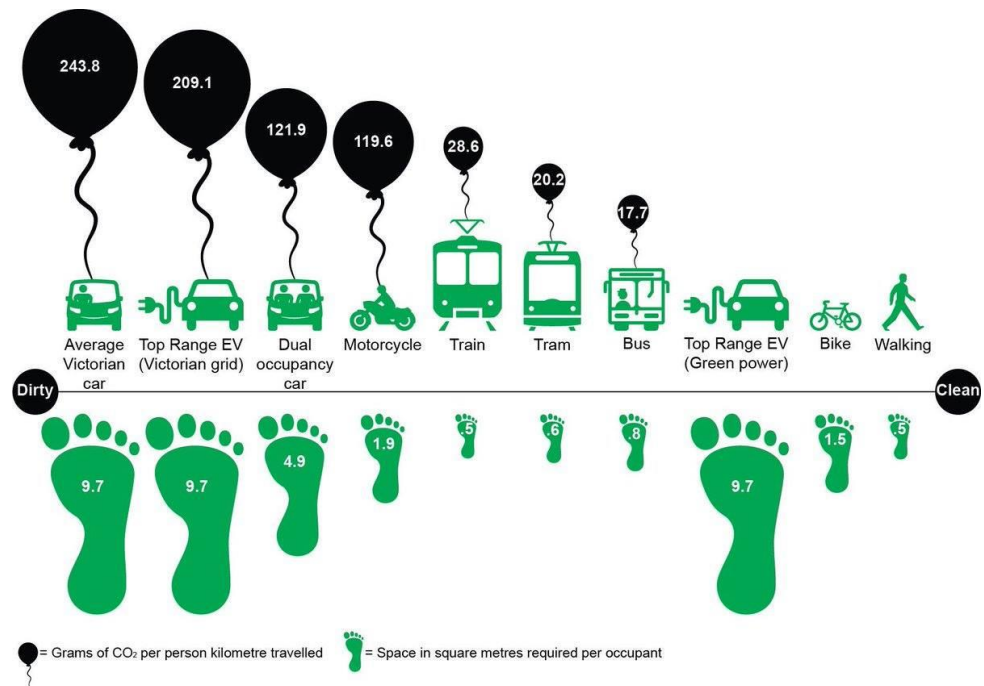 243.8
209.1
121.9
119.6
28.6
20.2
17.7
Average
Victorian
car
Top Range EV
(Victorian grid)
Dual
occupancy
car
Motorcycle
Train
Tram
Bus
Top Range EV
(Green power)
Bike
Walking
Dirty
Clean
9.7
9.7
4.9
1.9
.5
.6
.8
9.7
1.5
.5
= Grams of CO₂ per person kilometre travelled
= Space in square metres required per occupant